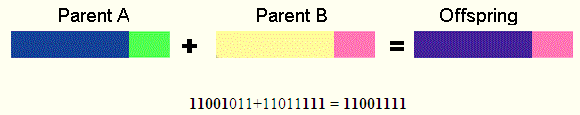 Parent A Parent B Offspring
+ =
11001011+11011111 = 11001111